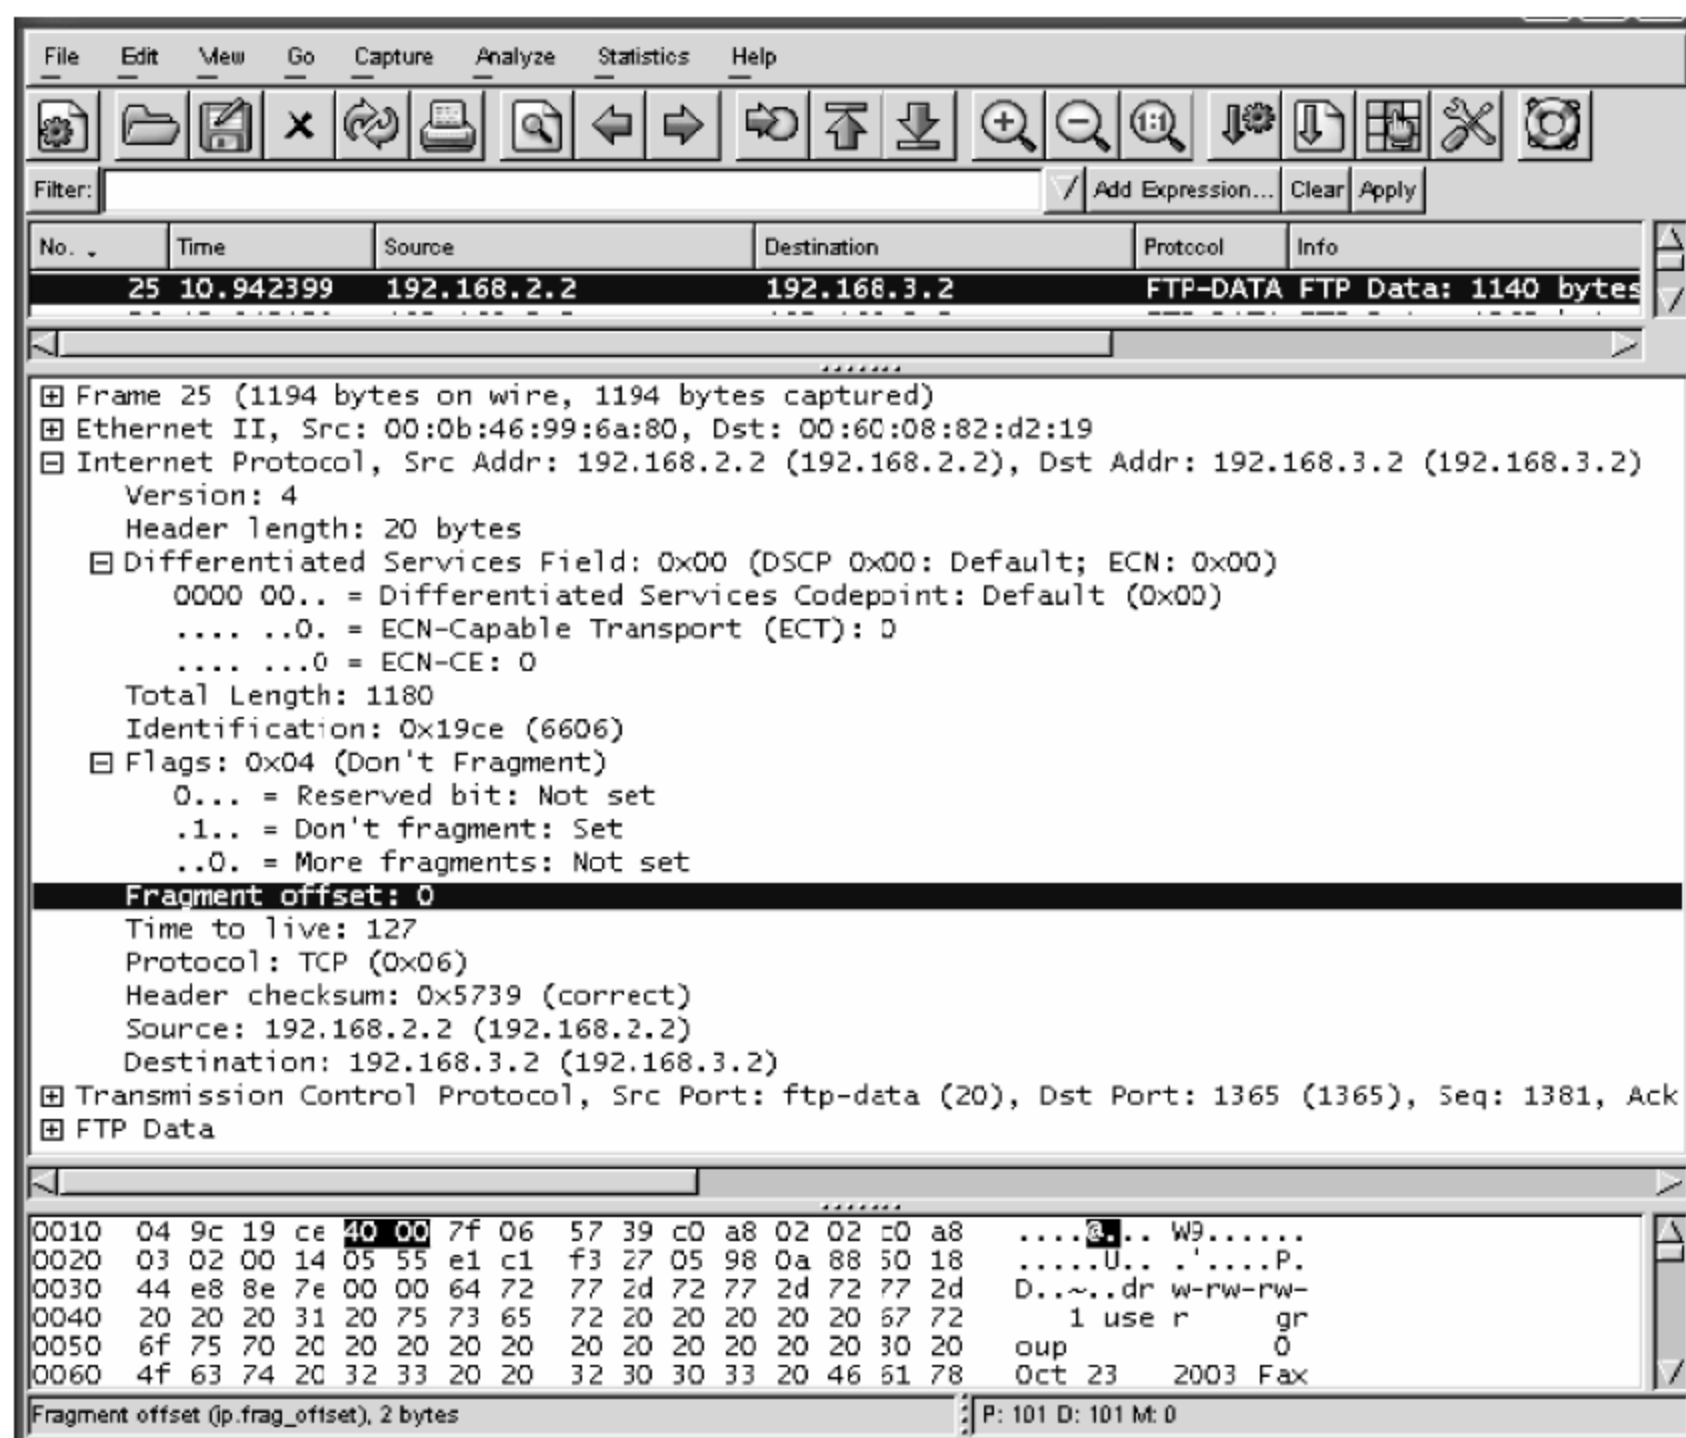 File Edit View Go Capture Analyze Statistics Help
1:1
Filter: Add Expression... Clear Apply
No. Time Source Destination Protocol Info
25 10.942399 192.168.2.2 192.168.3.2 FTP-DATA FTP Data: 1140 bytes
Frame 25 (1194 bytes on wire, 1194 bytes captured)
Ethernet II, Src: 00:0b:46:99:6a:80, Dst: 00:60:08:82:d2:19
Internet Protocol, Src Addr: 192.168.2.2 (192.168.2.2), Dst Addr: 192.168.3.2 (192.168.3.2)
Version: 4
Header length: 20 bytes
Differentiated Services Field: 0x00 (DSCP 0x00: Default; ECN: 0x00)
0000 00.. = Differentiated Services Codepoint: Default (0x00)
.... ..0. = ECN-Capable Transport (ECT): 0
.... ...0 = ECN-CE: 0
Total Length: 1180
Identification: 0x19ce (6606)
Flags: 0x04 (Don't Fragment)
0... = Reserved bit: Not set
.1.. = Don't fragment: Set
..0. = More fragments: Not set
Fragment offset: 0
Time to live: 127
Protocol: TCP (0x06)
Header checksum: 0x5739 (correct)
Source: 192.168.2.2 (192.168.2.2)
Destination: 192.168.3.2 (192.168.3.2)
Transmission Control Protocol, Src Port: ftp-data (20), Dst Port: 1365 (1365), Seq: 1381, Ack
FTP Data
0010 04 9c 19 ce 40 00 7f 06 57 39 c0 a8 02 02 c0 a8 ....@... W9......
0020 03 02 00 14 05 55 e1 c1 f3 27 05 98 0a 88 50 18 .....U.. .'....P.
0030 44 e8 8e 7e 00 00 64 72 77 2d 72 77 2d 72 77 2d D..~..dr w-rw-rw-
0040 20 20 20 31 20 75 73 65 72 20 20 20 20 20 67 72 1 use r gr
0050 6f 75 70 20 20 20 20 20 20 20 20 20 20 20 30 20 oup 0
0060 4f 63 74 20 32 33 20 20 32 30 30 33 20 46 61 78 Oct 23 2003 Fax
Fragment offset (ip.frag_offset), 2 bytes P: 101 D: 101 M: 0